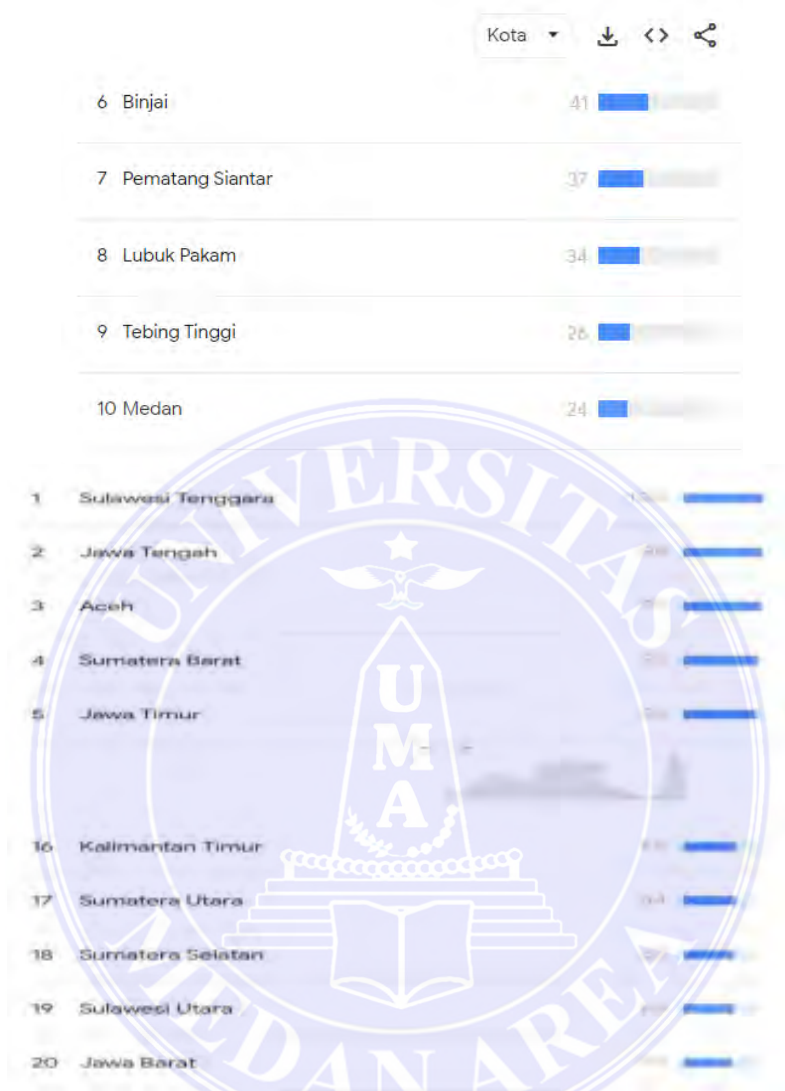 Kota
6 Binjai 41
7 Pematang Siantar 37
8 Lubuk Pakam 34
9 Tebing Tinggi 26
10 Medan 24
1 Sulawesi Tenggara
2 Jawa Tengah
3 Aceh
4 Sumatera Barat
5 Jawa Timur
16 Kalimantan Timur
17 Sumatera Utara
18 Sumatera Selatan
19 Sulawesi Utara
20 Jawa Barat
UNIVERSITAS
UMA
MEDAN AREA